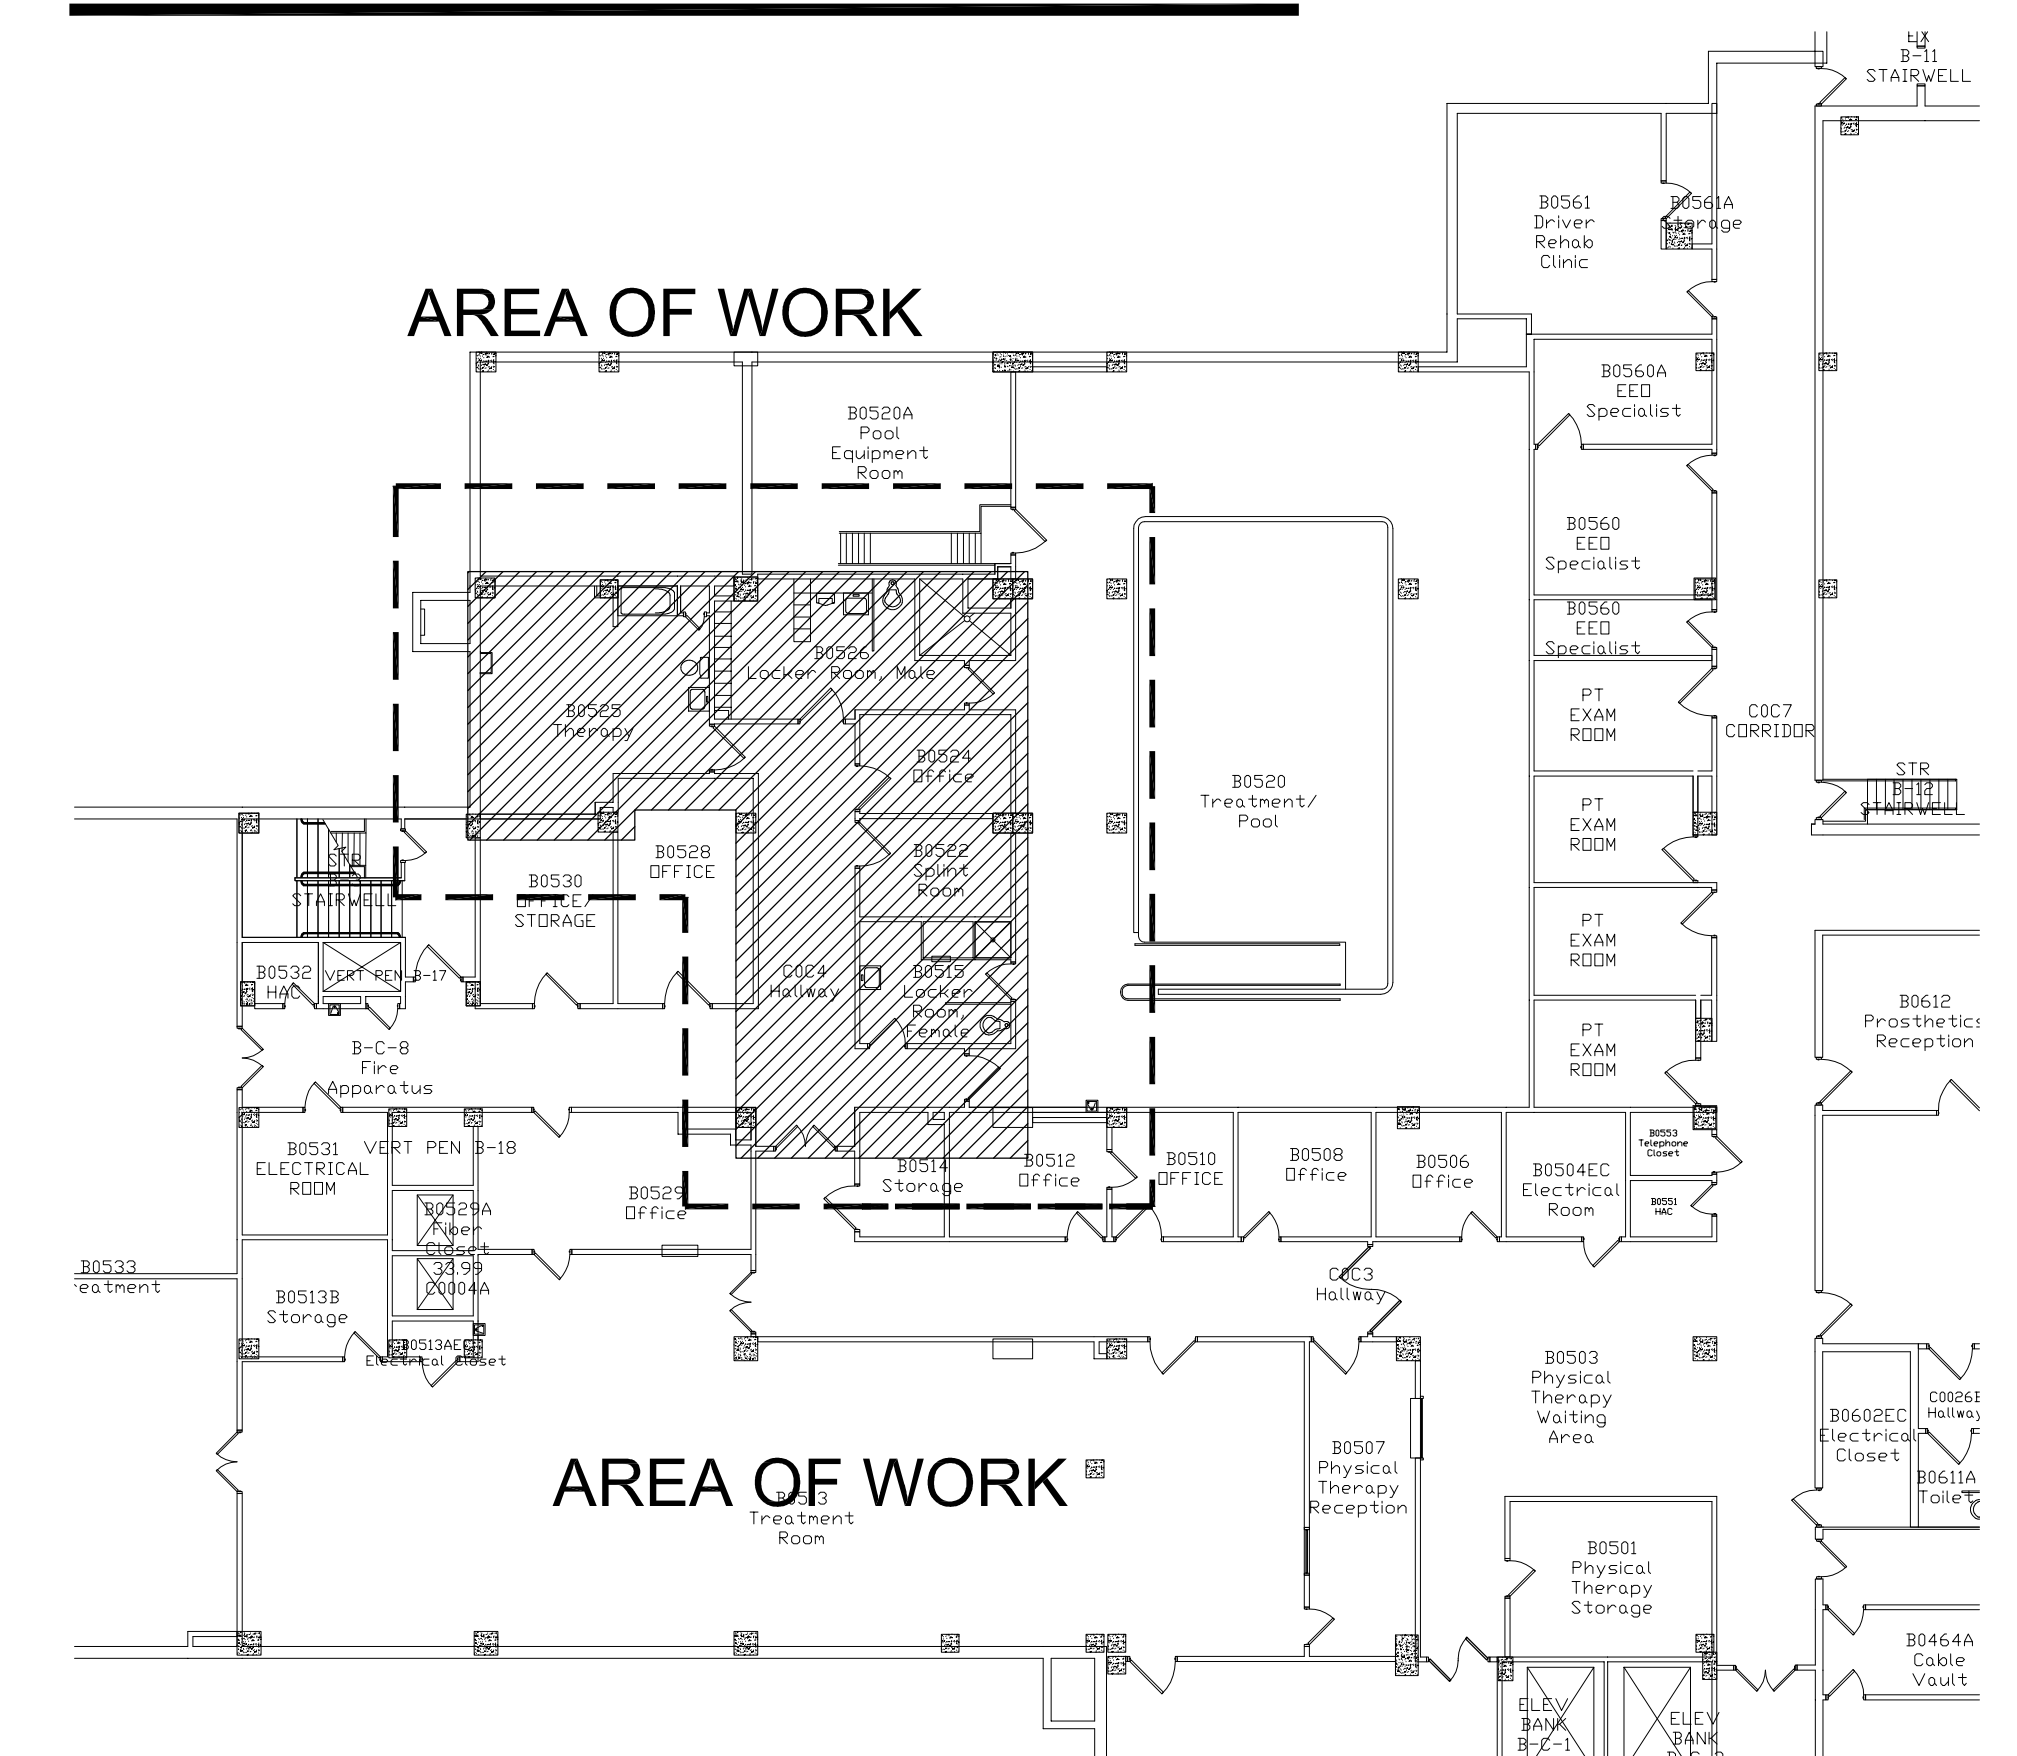 EX
B-11
STAIRWELL
B0561
Driver
Rehab
Clinic
B0561A
Storage
AREA OF WORK
B0560A
EEO
Specialist
B0520A
Pool
Equipment
Room
B0560
EEO
Specialist
B0560
EEO
Specialist
B0526
Locker Room, Male
B0525
Therapy
PT
EXAM
ROOM
C0C7
CORRIDOR
B0524
Office
B0520
Treatment/
Pool
STR
B-12
STAIRWELL
PT
EXAM
ROOM
B0528
OFFICE
B0522
Splint
Room
STR
STAIRWELL
B0530
OFFICE/
STORAGE
PT
EXAM
ROOM
B0532
HAC
VERT PEN B-17
C0C4
Hallway
B0515
Locker
Room,
Female
B0612
Prosthetics
Reception
PT
EXAM
ROOM
B-C-8
Fire
Apparatus
B0531
ELECTRICAL
ROOM
VERT PEN B-18
B0514
Storage
B0512
Office
B0510
OFFICE
B0508
Office
B0506
Office
B0504EC
Electrical
Room
B0553
Telephone
Closet
B0551
HAC
B0529
Office
B0529A
Fiber
Closet
33.99
C0004A
B0533
reatment
B0513B
Storage
C0C3
Hallway
B0513AE
Electrical Closet
B0503
Physical
Therapy
Waiting
Area
C0026E
Hallway
B0602EC
Electrical
Closet
B0507
Physical
Therapy
Reception
AREA OF WORK
B0513
Treatment
Room
B0611A
Toilet
B0501
Physical
Therapy
Storage
B0464A
Cable
Vault
ELEV
BANK
B-C-1
ELEV
BANK